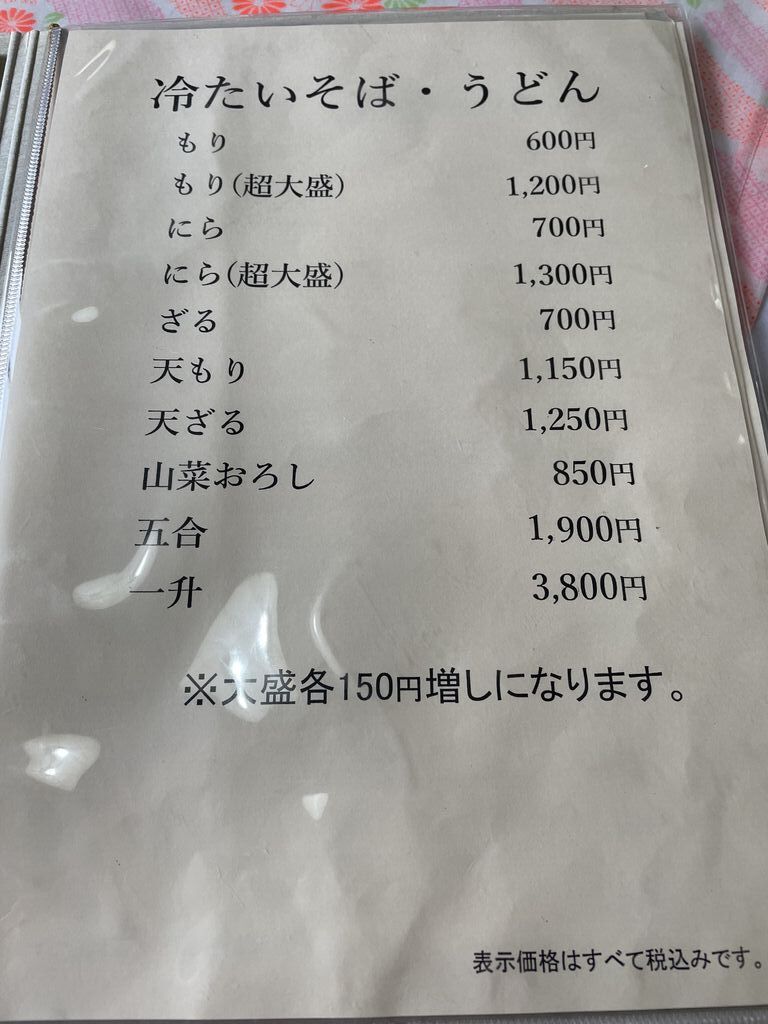 冷たいそば・うどん
もり 600円
もり(超大盛) 1,200円
にら 700円
にら(超大盛) 1,300円
ざる 700円
天もり 1,150円
天ざる 1,250円
山菜おろし 850円
五合 1,900円
一升 3,800円
※大盛各150円増しになります。
表示価格はすべて税込みです。